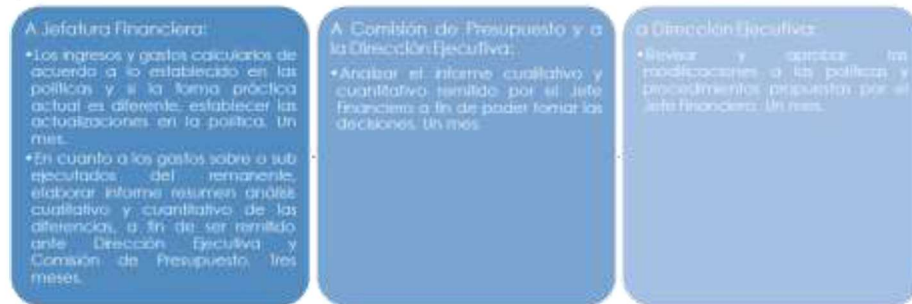 A Jefatura Financiera:
•Los ingresos y gastos calcularlos de
acuerdo a lo establecido en las
políticas y si la forma práctica
actual es diferente, establecer las
actualizaciones en la política. Un
mes.
•En cuanto a los gastos sobre o sub
ejecutados del remanente,
elaborar informe resumen análisis
cualitativo y cuantitativo de las
diferencias, a fin de ser remitido
ante Dirección Ejecutiva y
Comisión de Presupuesto. Tres
meses.
A Comisión de Presupuesto y a
la Dirección Ejecutiva:
•Analizar el informe cualitativo y
cuantitativo remitido por el Jefe
Financiero a fin de poder tomar las
decisiones. Un mes.
a Dirección Ejecutiva:
•Revisar y aprobar las
modificaciones a las políticas y
procedimientos propuestas por el
Jefe Financiero. Un mes.